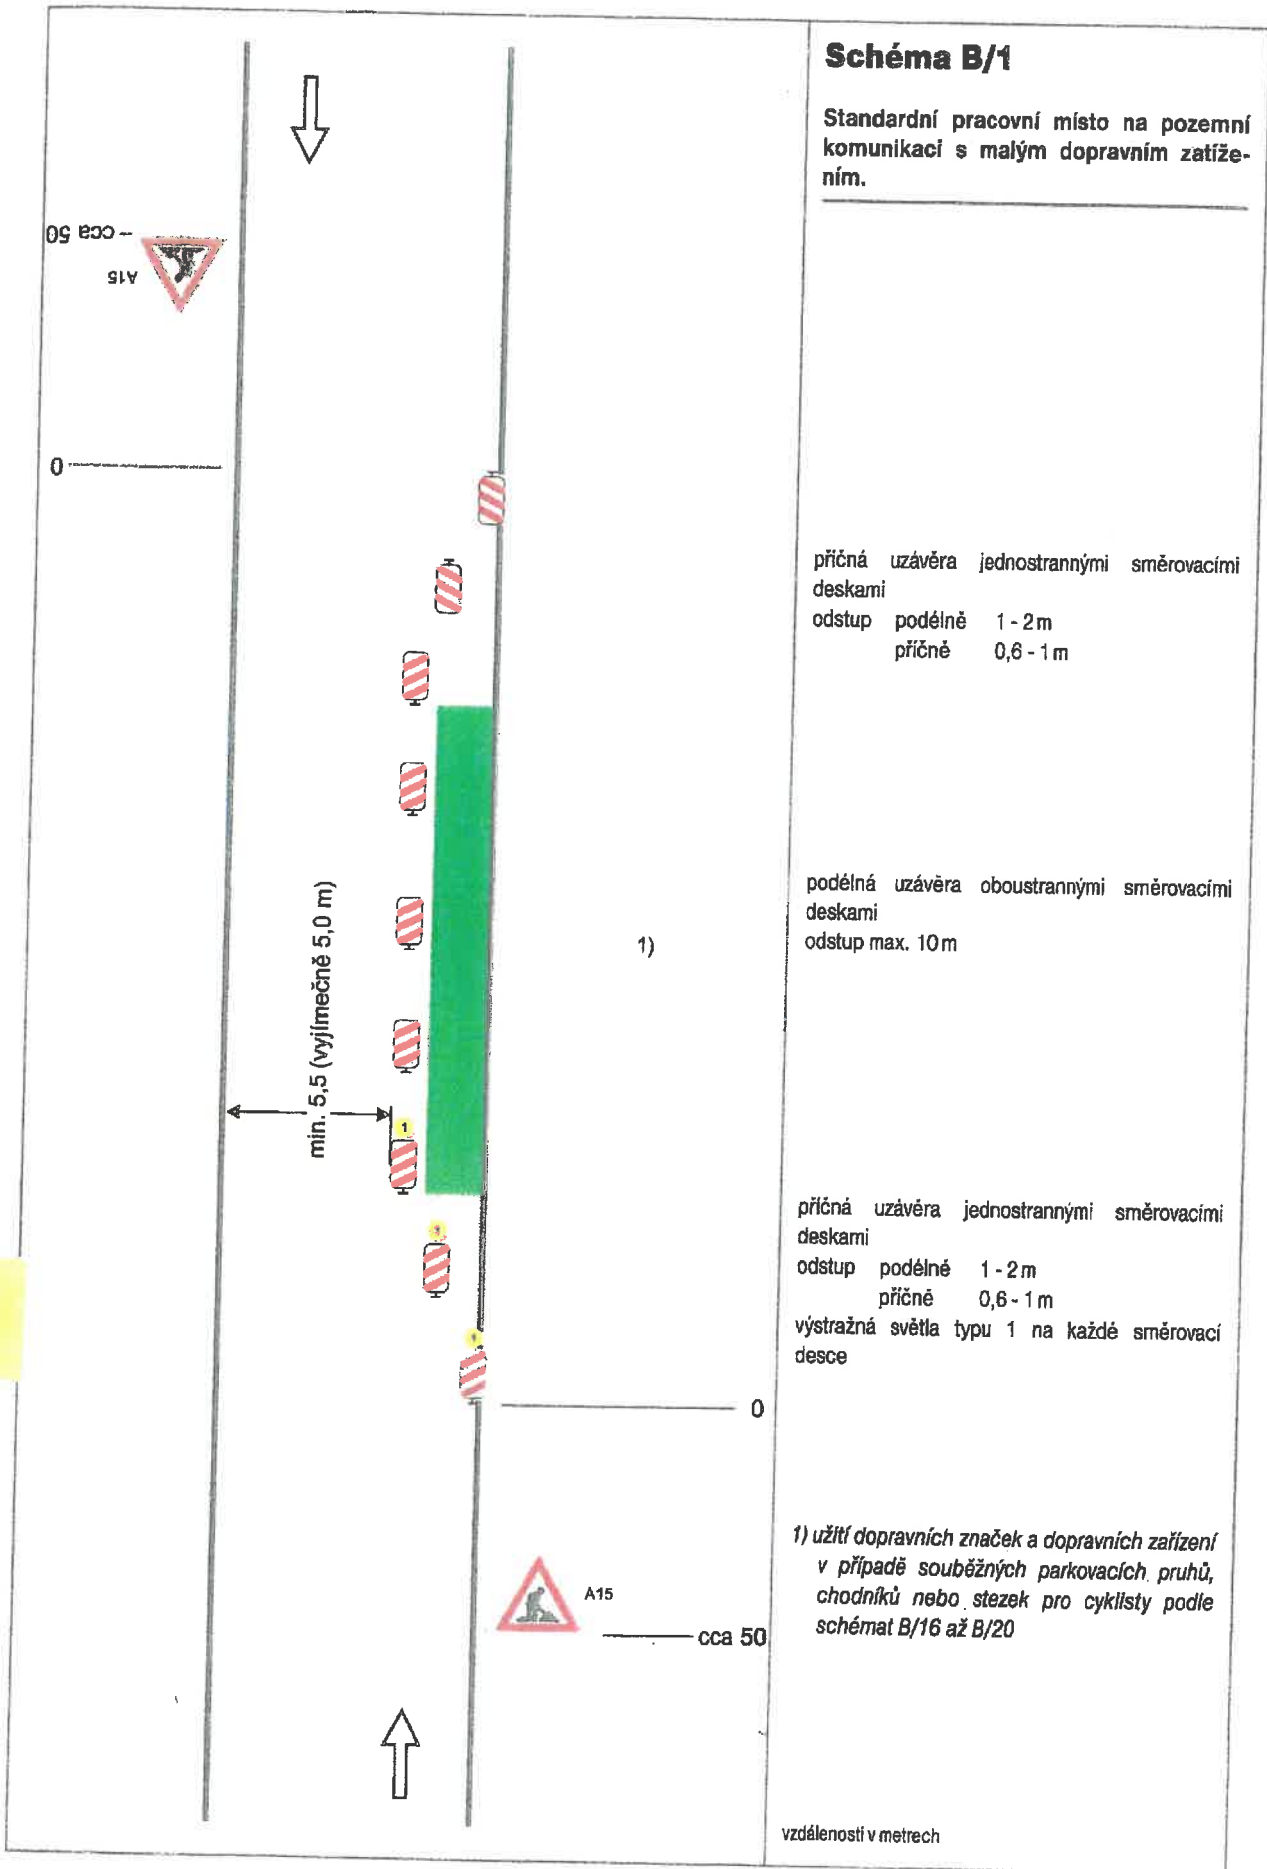 Schéma B/1
Standardní pracovní místo na pozemní
komunikaci s malým dopravním zatíže-
ním.
cca 50
A15
0
příčná uzávěra jednostrannými směrovacími
deskami
odstup podélně 1 - 2 m
příčně 0,6 - 1 m
podélná uzávěra oboustrannými směrovacími
deskami
odstup max. 10 m
1)
min. 5,5 (vyjímečně 5,0 m)
1
1
1
příčná uzávěra jednostrannými směrovacími
deskami
odstup podélně 1 - 2 m
příčně 0,6 - 1 m
výstražná světla typu 1 na každé směrovací
desce
0
A15
cca 50
1) užití dopravních značek a dopravních zařízení
v případě souběžných parkovacích pruhů,
chodníků nebo stezek pro cyklisty podle
schémat B/16 až B/20
vzdálenosti v metrech